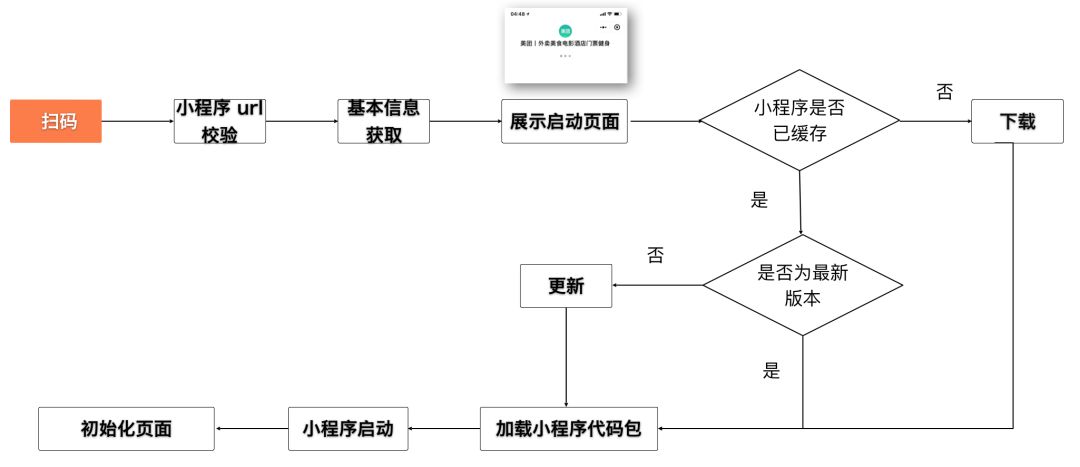 04:48
美团
美团丨外卖美食电影酒店门票健身
扫码
小程序 url
校验
基本信息
获取
展示启动页面
小程序是否
已缓存
否
下载
是
否
是否为最新
版本
更新
是
初始化页面
小程序启动
加载小程序代码包